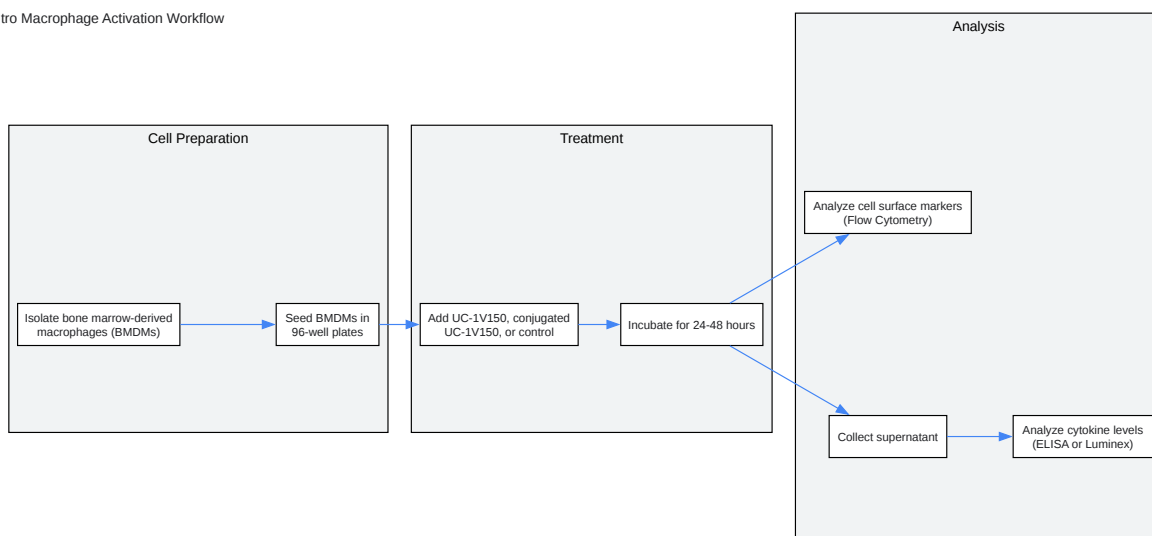 tro Macrophage Activation Workflow
Analysis
Cell Preparation
Treatment
Analyze cell surface markers
(Flow Cytometry)
Isolate bone marrow-derived
macrophages (BMDMs)
Seed BMDMs in
96-well plates
Add UC-1V150, conjugated
UC-1V150, or control
Incubate for 24-48 hours
Collect supernatant
Analyze cytokine levels
(ELISA or Luminex)